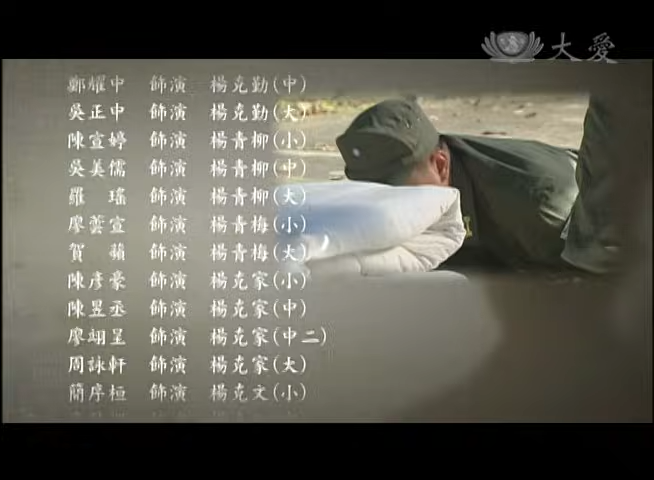 大愛
鄭耀中 飾演 楊克勤(中)
吳正中 飾演 楊克勤(大)
陳宣婷 飾演 楊青柳(小)
吳美儒 飾演 楊青柳(中)
羅 瑤 飾演 楊青柳(大)
廖蕓宣 飾演 楊青梅(小)
賀 蘋 飾演 楊青梅(大)
陳彥豪 飾演 楊克家(小)
陳昱丞 飾演 楊克家(中)
廖翊呈 飾演 楊克家(中二)
周詠軒 飾演 楊克家(大)
簡序桓 飾演 楊克文(小)